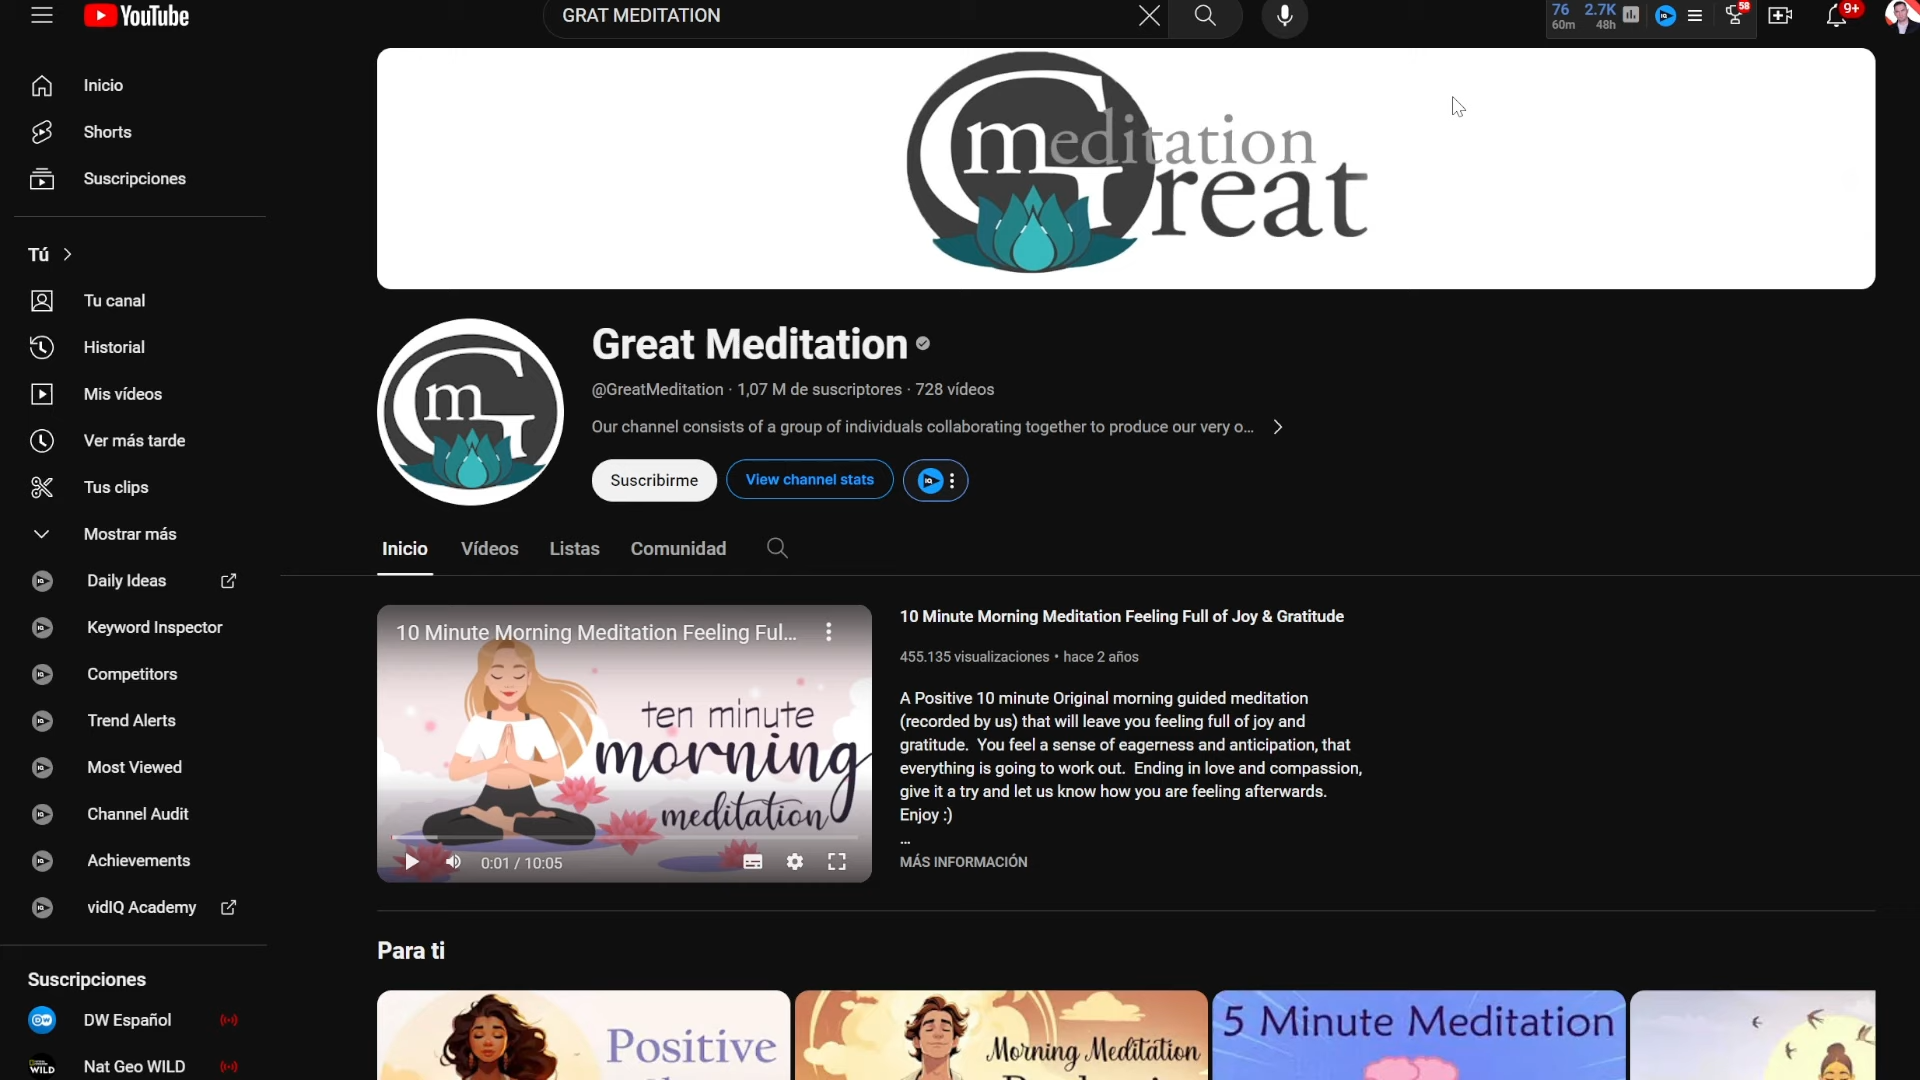 YouTube
GRAT MEDITATION
76
60m
2.7K
48h
58
9+
Inicio
Shorts
Suscripciones
Tú
Tu canal
Historial
Mis vídeos
Ver más tarde
Tus clips
Mostrar más
Daily Ideas
Keyword Inspector
Competitors
Trend Alerts
Most Viewed
Channel Audit
Achievements
vidIQ Academy
Suscripciones
DW Español
Nat Geo WILD
meditation
Great
mG
Great Meditation
@GreatMeditation · 1,07 M de suscriptores · 728 vídeos
Our channel consists of a group of individuals collaborating together to produce our very o...
Suscribirme
View channel stats
Inicio
Vídeos
Listas
Comunidad
10 Minute Morning Meditation Feeling Ful...
ten minute
morning
meditation
0:01 / 10:05
10 Minute Morning Meditation Feeling Full of Joy & Gratitude
455.135 visualizaciones • hace 2 años
A Positive 10 minute Original morning guided meditation
(recorded by us) that will leave you feeling full of joy and
gratitude. You feel a sense of eagerness and anticipation, that
everything is going to work out. Ending in love and compassion,
give it a try and let us know how you are feeling afterwards.
Enjoy :)
...
MÁS INFORMACIÓN
Para ti
Positive
Morning Meditation
5 Minute Meditation